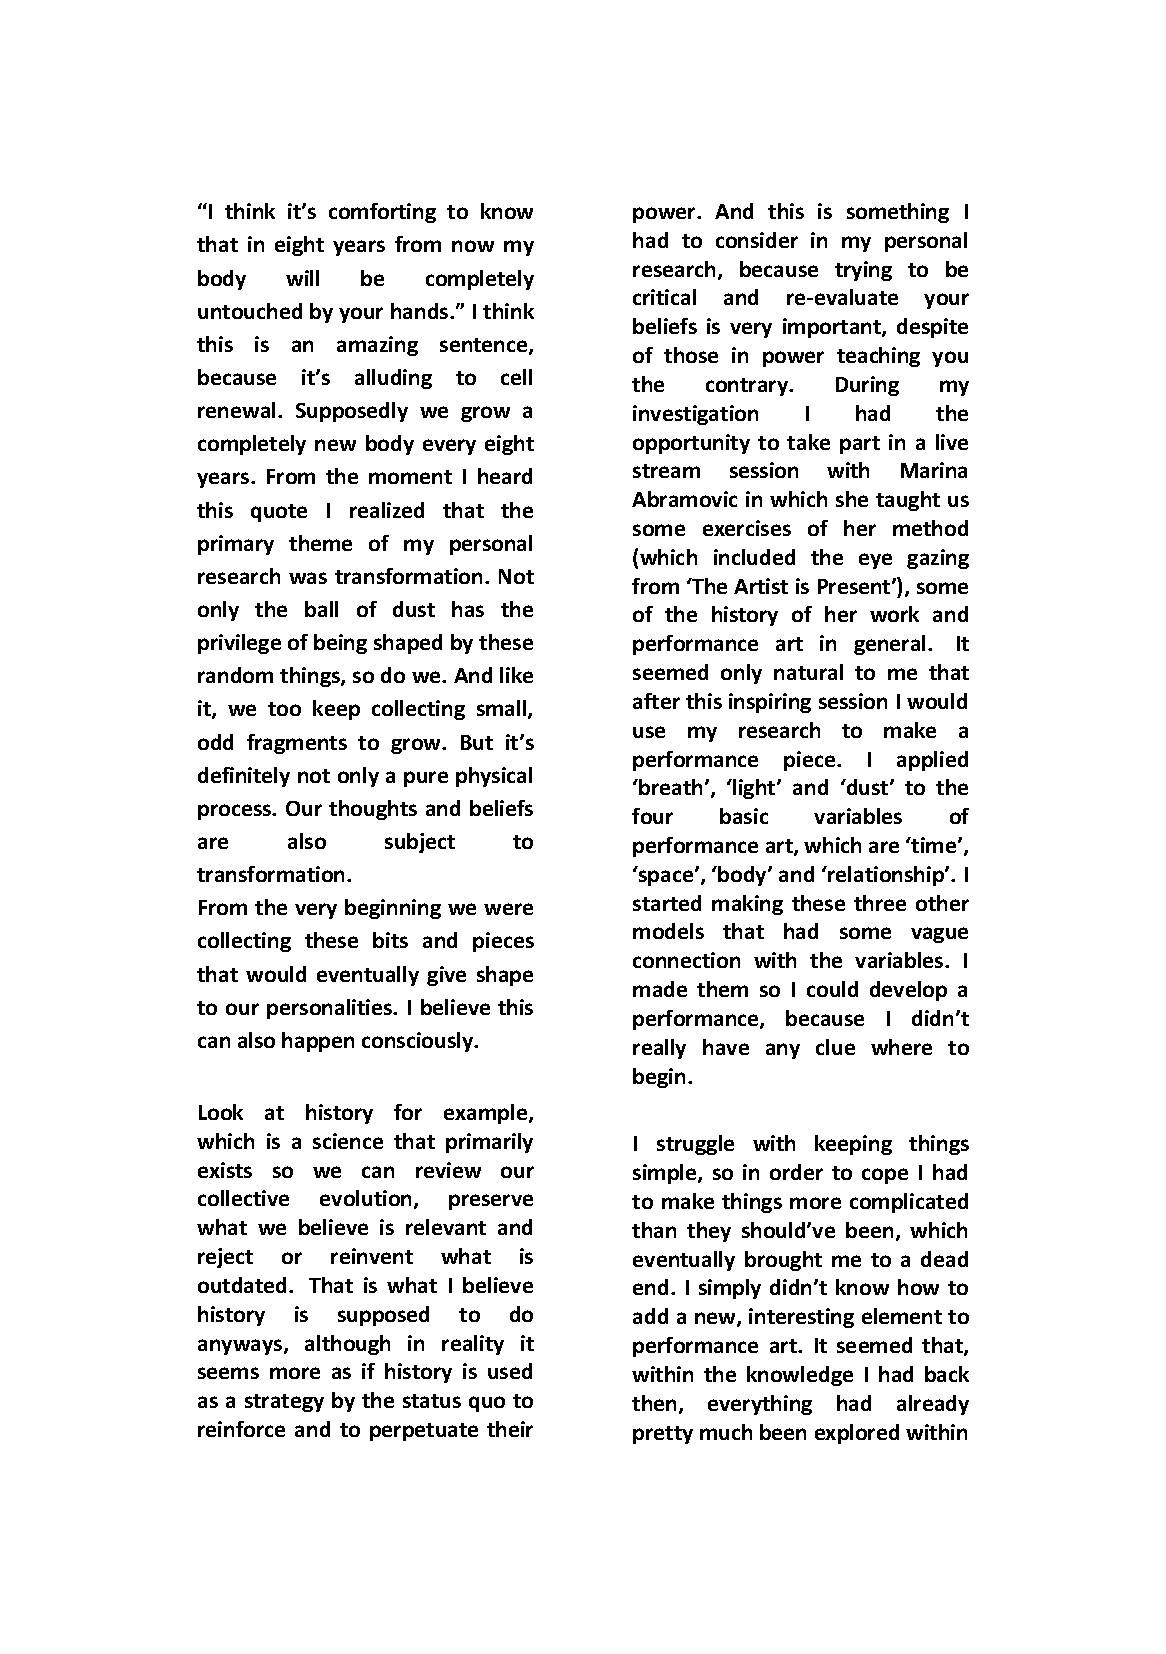 “I think it’s comforting to know
that in eight years from now my
body will be completely
untouched by your hands.” I think
this is an amazing sentence,
because it’s alluding to cell
renewal. Supposedly we grow a
completely new body every eight
years. From the moment I heard
this quote I realized that the
primary theme of my personal
research was transformation. Not
only the ball of dust has the
privilege of being shaped by these
random things, so do we. And like
it, we too keep collecting small,
odd fragments to grow. But it’s
definitely not only a pure physical
process. Our thoughts and beliefs
are also subject to
transformation.
From the very beginning we were
collecting these bits and pieces
that would eventually give shape
to our personalities. I believe this
can also happen consciously.

Look at history for example,
which is a science that primarily
exists so we can review our
collective evolution, preserve
what we believe is relevant and
reject or reinvent what is
outdated. That is what I believe
history is supposed to do
anyways, although in reality it
seems more as if history is used
as a strategy by the status quo to
reinforce and to perpetuate their
power. And this is something I
had to consider in my personal
research, because trying to be
critical and re-evaluate your
beliefs is very important, despite
of those in power teaching you
the contrary. During my
investigation I had the
opportunity to take part in a live
stream session with Marina
Abramovic in which she taught us
some exercises of her method
(which included the eye gazing
from ‘The Artist is Present’), some
of the history of her work and
performance art in general. It
seemed only natural to me that
after this inspiring session I would
use my research to make a
performance piece. I applied
‘breath’, ‘light’ and ‘dust’ to the
four basic variables of
performance art, which are ‘time’,
‘space’, ‘body’ and ‘relationship’. I
started making these three other
models that had some vague
connection with the variables. I
made them so I could develop a
performance, because I didn’t
really have any clue where to
begin.

I struggle with keeping things
simple, so in order to cope I had
to make things more complicated
than they should’ve been, which
eventually brought me to a dead
end. I simply didn’t know how to
add a new, interesting element to
performance art. It seemed that,
within the knowledge I had back
then, everything had already
pretty much been explored within